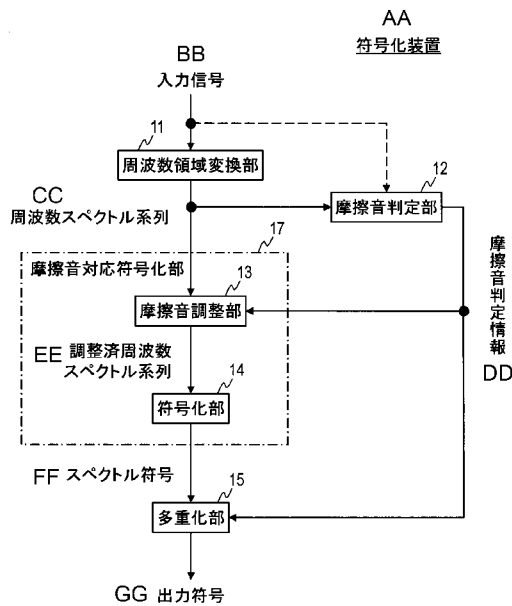 AA
符号化装置
BB
入力信号
11
周波数領域変換部
12
摩擦音判定部
CC
周波数スペクトル系列
17
摩擦音対応符号化部
13
摩擦音調整部
摩擦音判定情報
DD
EE 調整済周波数
スペクトル系列
14
符号化部
FF スペクトル符号
15
多重化部
GG 出力符号